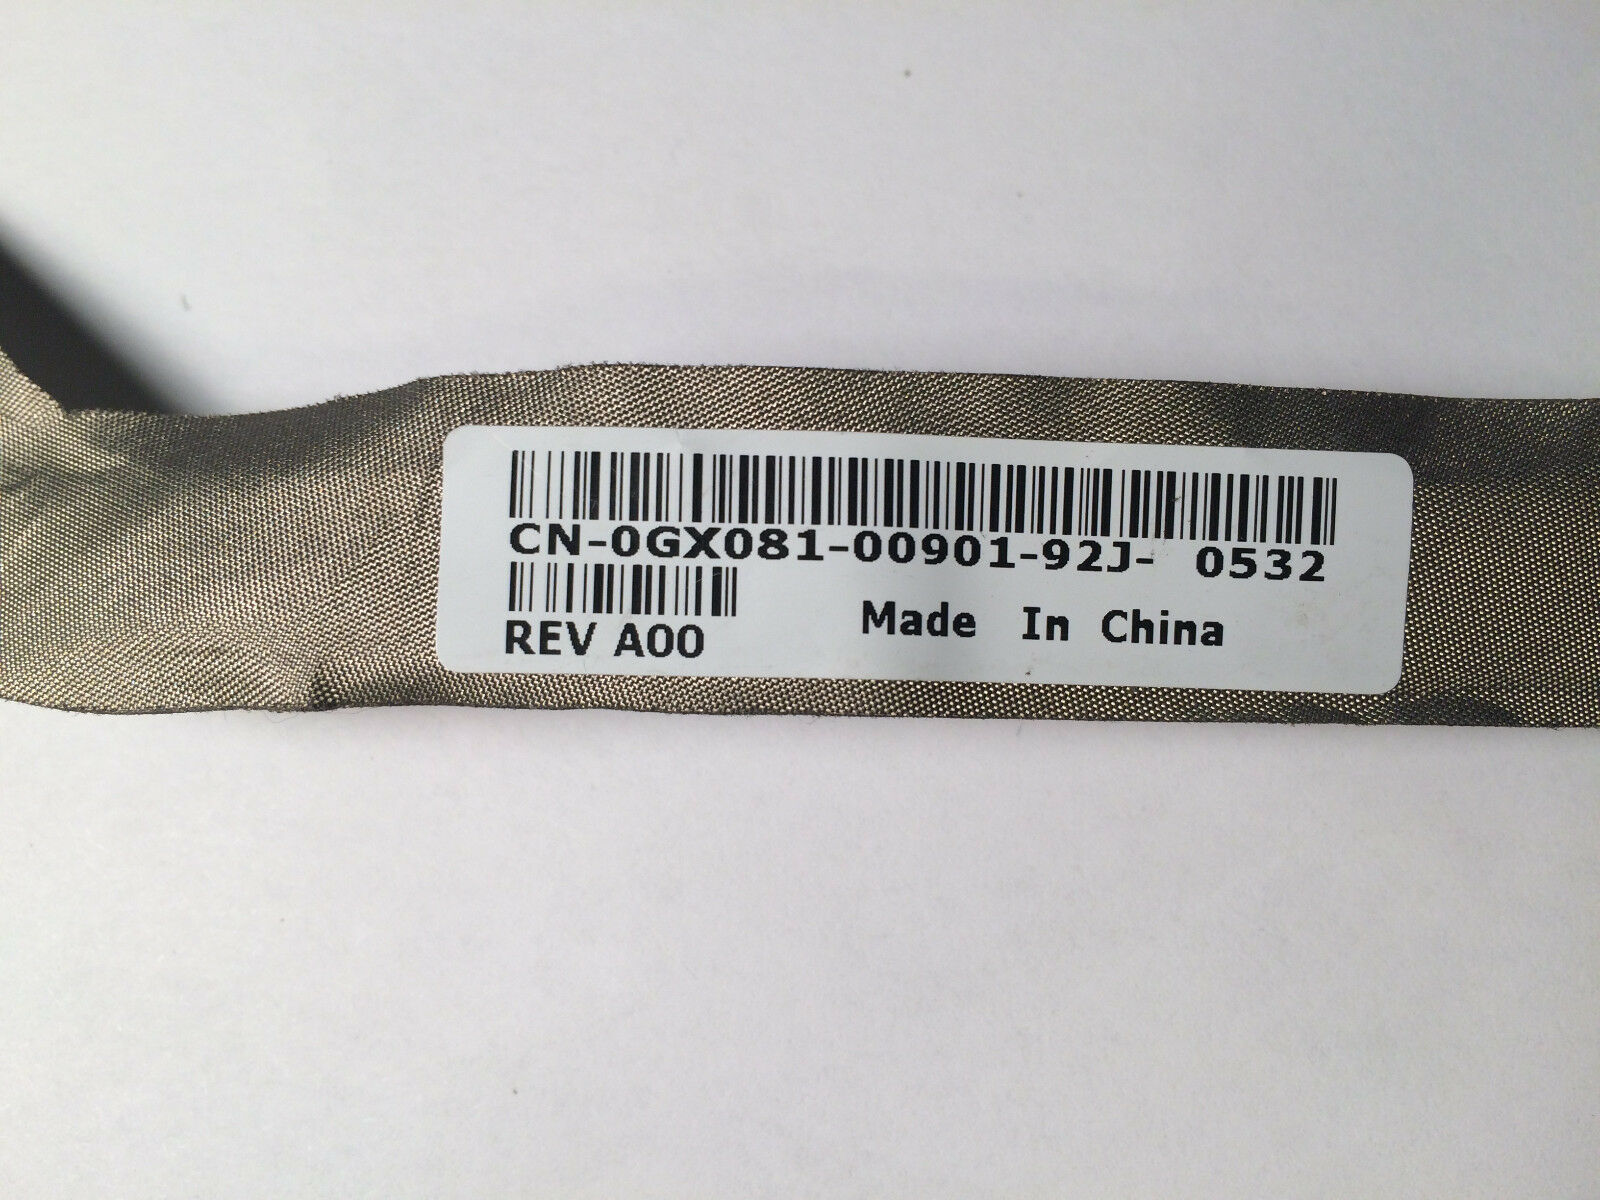 CN-0GX081-00901-92J- 0532
REV A00
Made In China